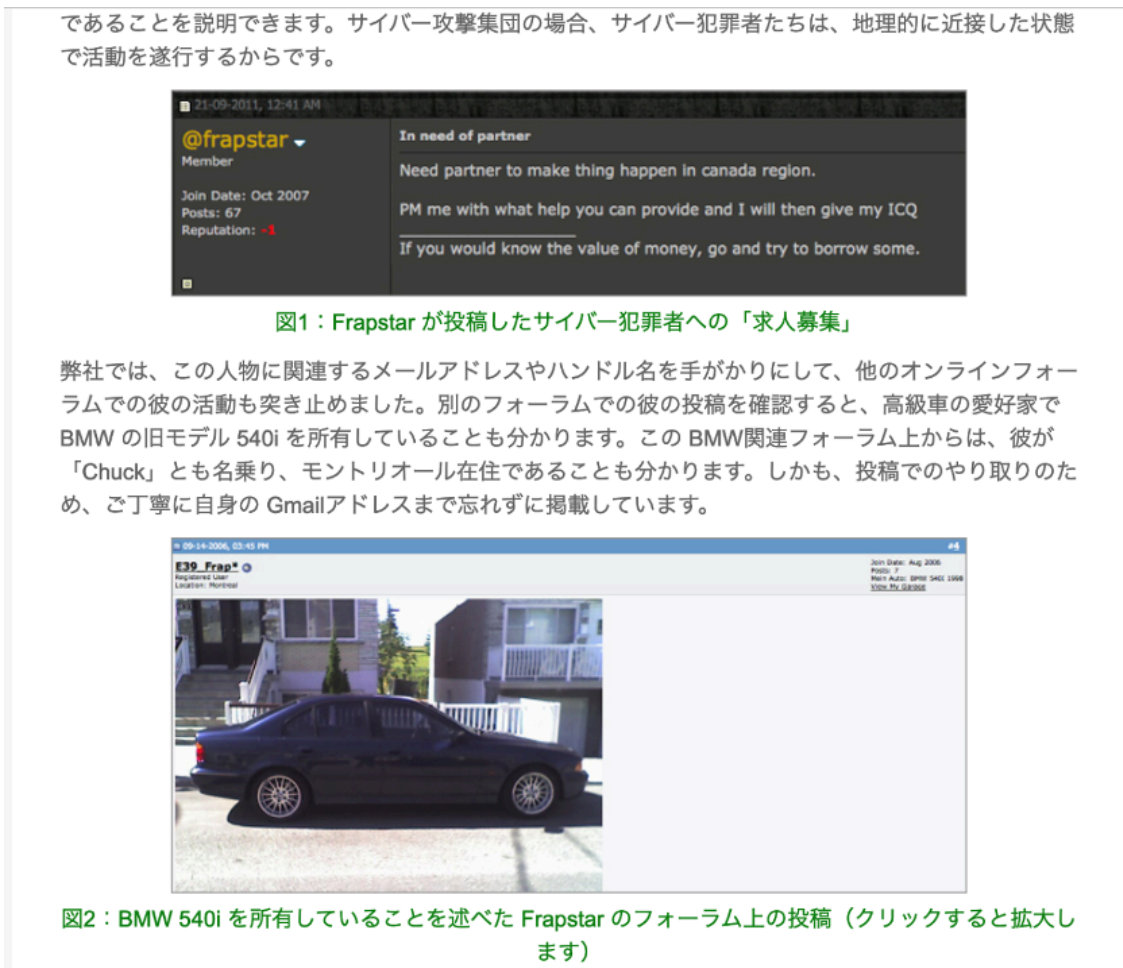 であることを説明できます。サイバー攻撃集団の場合、サイバー犯罪者たちは、地理的に近接した状態
で活動を遂行するからです。
21-09-2011, 12:41 AM
@frapstar
Member
Join Date: Oct 2007
Posts: 67
Reputation: -1
In need of partner
Need partner to make thing happen in canada region.
PM me with what help you can provide and I will then give my ICQ
If you would know the value of money, go and try to borrow some.
図1：Frapstar が投稿したサイバー犯罪者への「求人募集」
弊社では、この人物に関連するメールアドレスやハンドル名を手がかりにして、他のオンラインフォー
ラムでの彼の活動も突き止めました。別のフォーラムでの彼の投稿を確認すると、高級車の愛好家で
BMW の旧モデル 540i を所有していることも分かります。この BMW関連フォーラム上からは、彼が
「Chuck」とも名乗り、モントリオール在住であることも分かります。しかも、投稿でのやり取りのた
め、ご丁寧に自身の Gmailアドレスまで忘れずに掲載しています。
09-14-2006, 03:45 PM
#4
E39_Frap*
Registered User
Location: Montreal
Join Date: Aug 2006
Posts: 7
Main Auto: BMW 540I 1998
View My Garage
図2：BMW 540i を所有していることを述べた Frapstar のフォーラム上の投稿（クリックすると拡大し
ます）